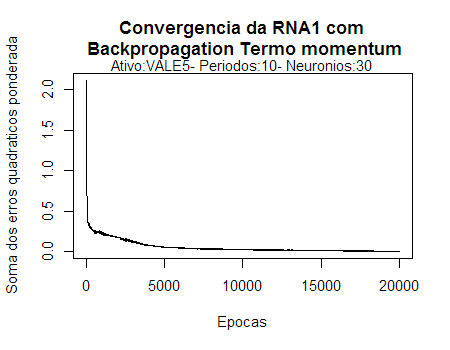 Convergencia da RNA1 com
Backpropagation Termo momentum
Ativo:VALE5- Periodos:10- Neuronios:30
Soma dos erros quadraticos ponderada
2.0
1.5
1.0
0.5
0.0
0 5000 10000 15000 20000
Epocas